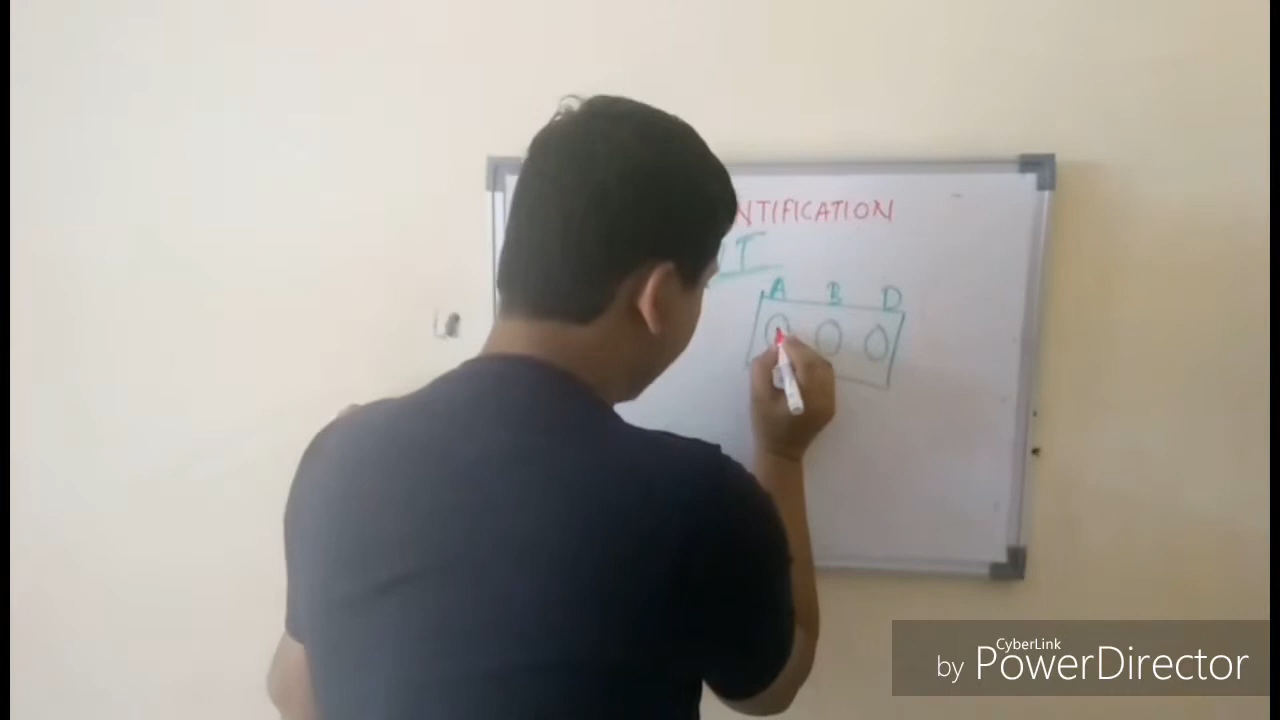 NTIFICATION
I
A B D
CyberLink
by PowerDirector